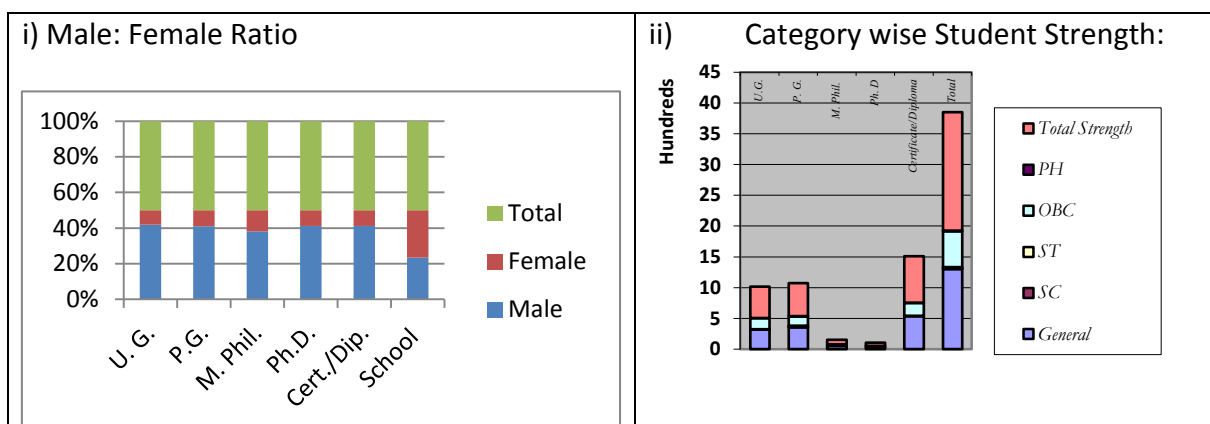 i) Male: Female Ratio
100%
80%
60%
40%
20%
0%
U. G.
P.G.
M. Phil.
Ph.D.
Cert./Dip.
School
Total
Female
Male
ii) Category wise Student Strength:
Hundreds
45
40
35
30
25
20
15
10
5
0
U.G.
P. G.
M. Phil.
Ph. D
Certificate/Diploma
Total
Total Strength
PH
OBC
ST
SC
General